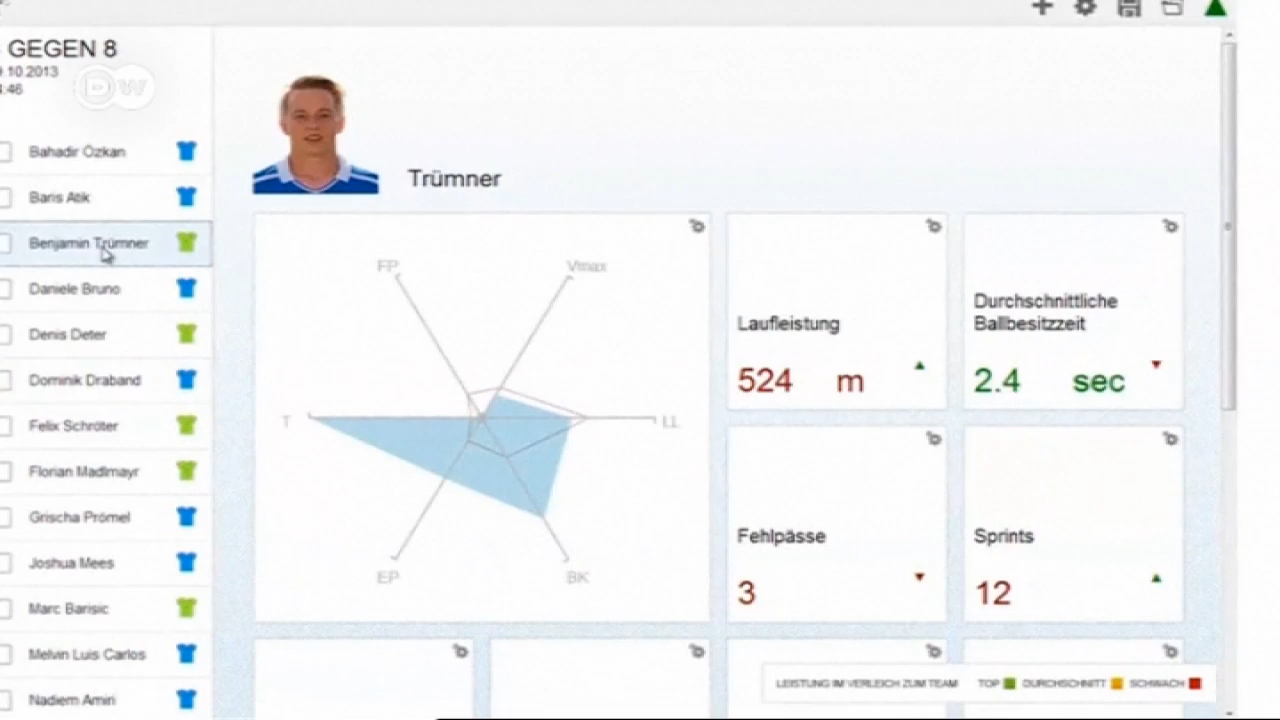 GEGEN 8
10.2013
:46
DW
Bahadir Özkan
Baris Atik
Benjamin Trümner
Daniele Bruno
Denis Deter
Dominik Draband
Felix Schröter
Florian Madlmayr
Grischa Prömel
Joshua Mees
Marc Barisic
Melvin Luis Carlos
Nadiem Amiri
Trümner
FP
Vmax
T
LL
EP
BK
Laufleistung
524 m
Durchschnittliche
Ballbesitzzeit
2.4 sec
Fehlpässe
3
Sprints
12
LEISTUNG IM VERLEICH ZUM TEAM TOP DURCHSCHNITT SCHWACH